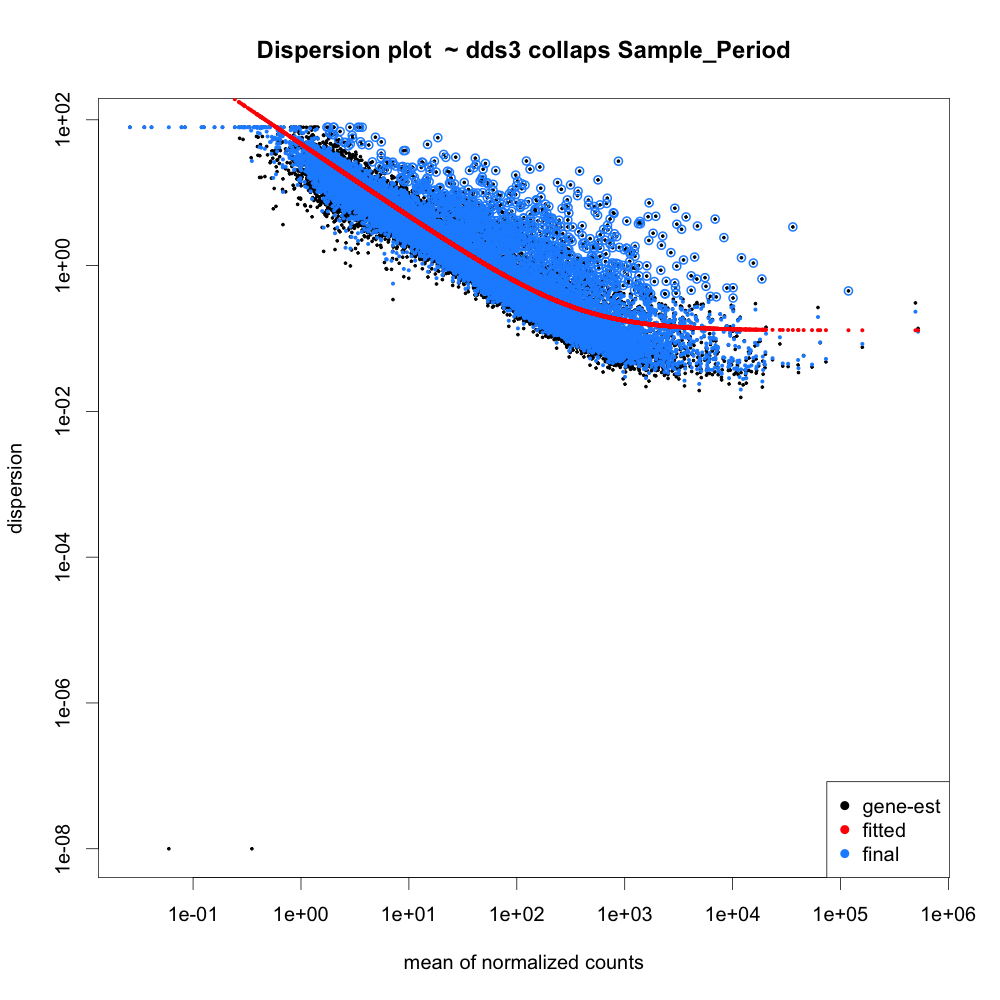 Dispersion plot ~ dds3 collaps Sample_Period
1e+02
1e+00
1e-02
1e-04
1e-06
1e-08
dispersion
gene-est
fitted
final
1e-01 1e+00 1e+01 1e+02 1e+03 1e+04 1e+05 1e+06
mean of normalized counts